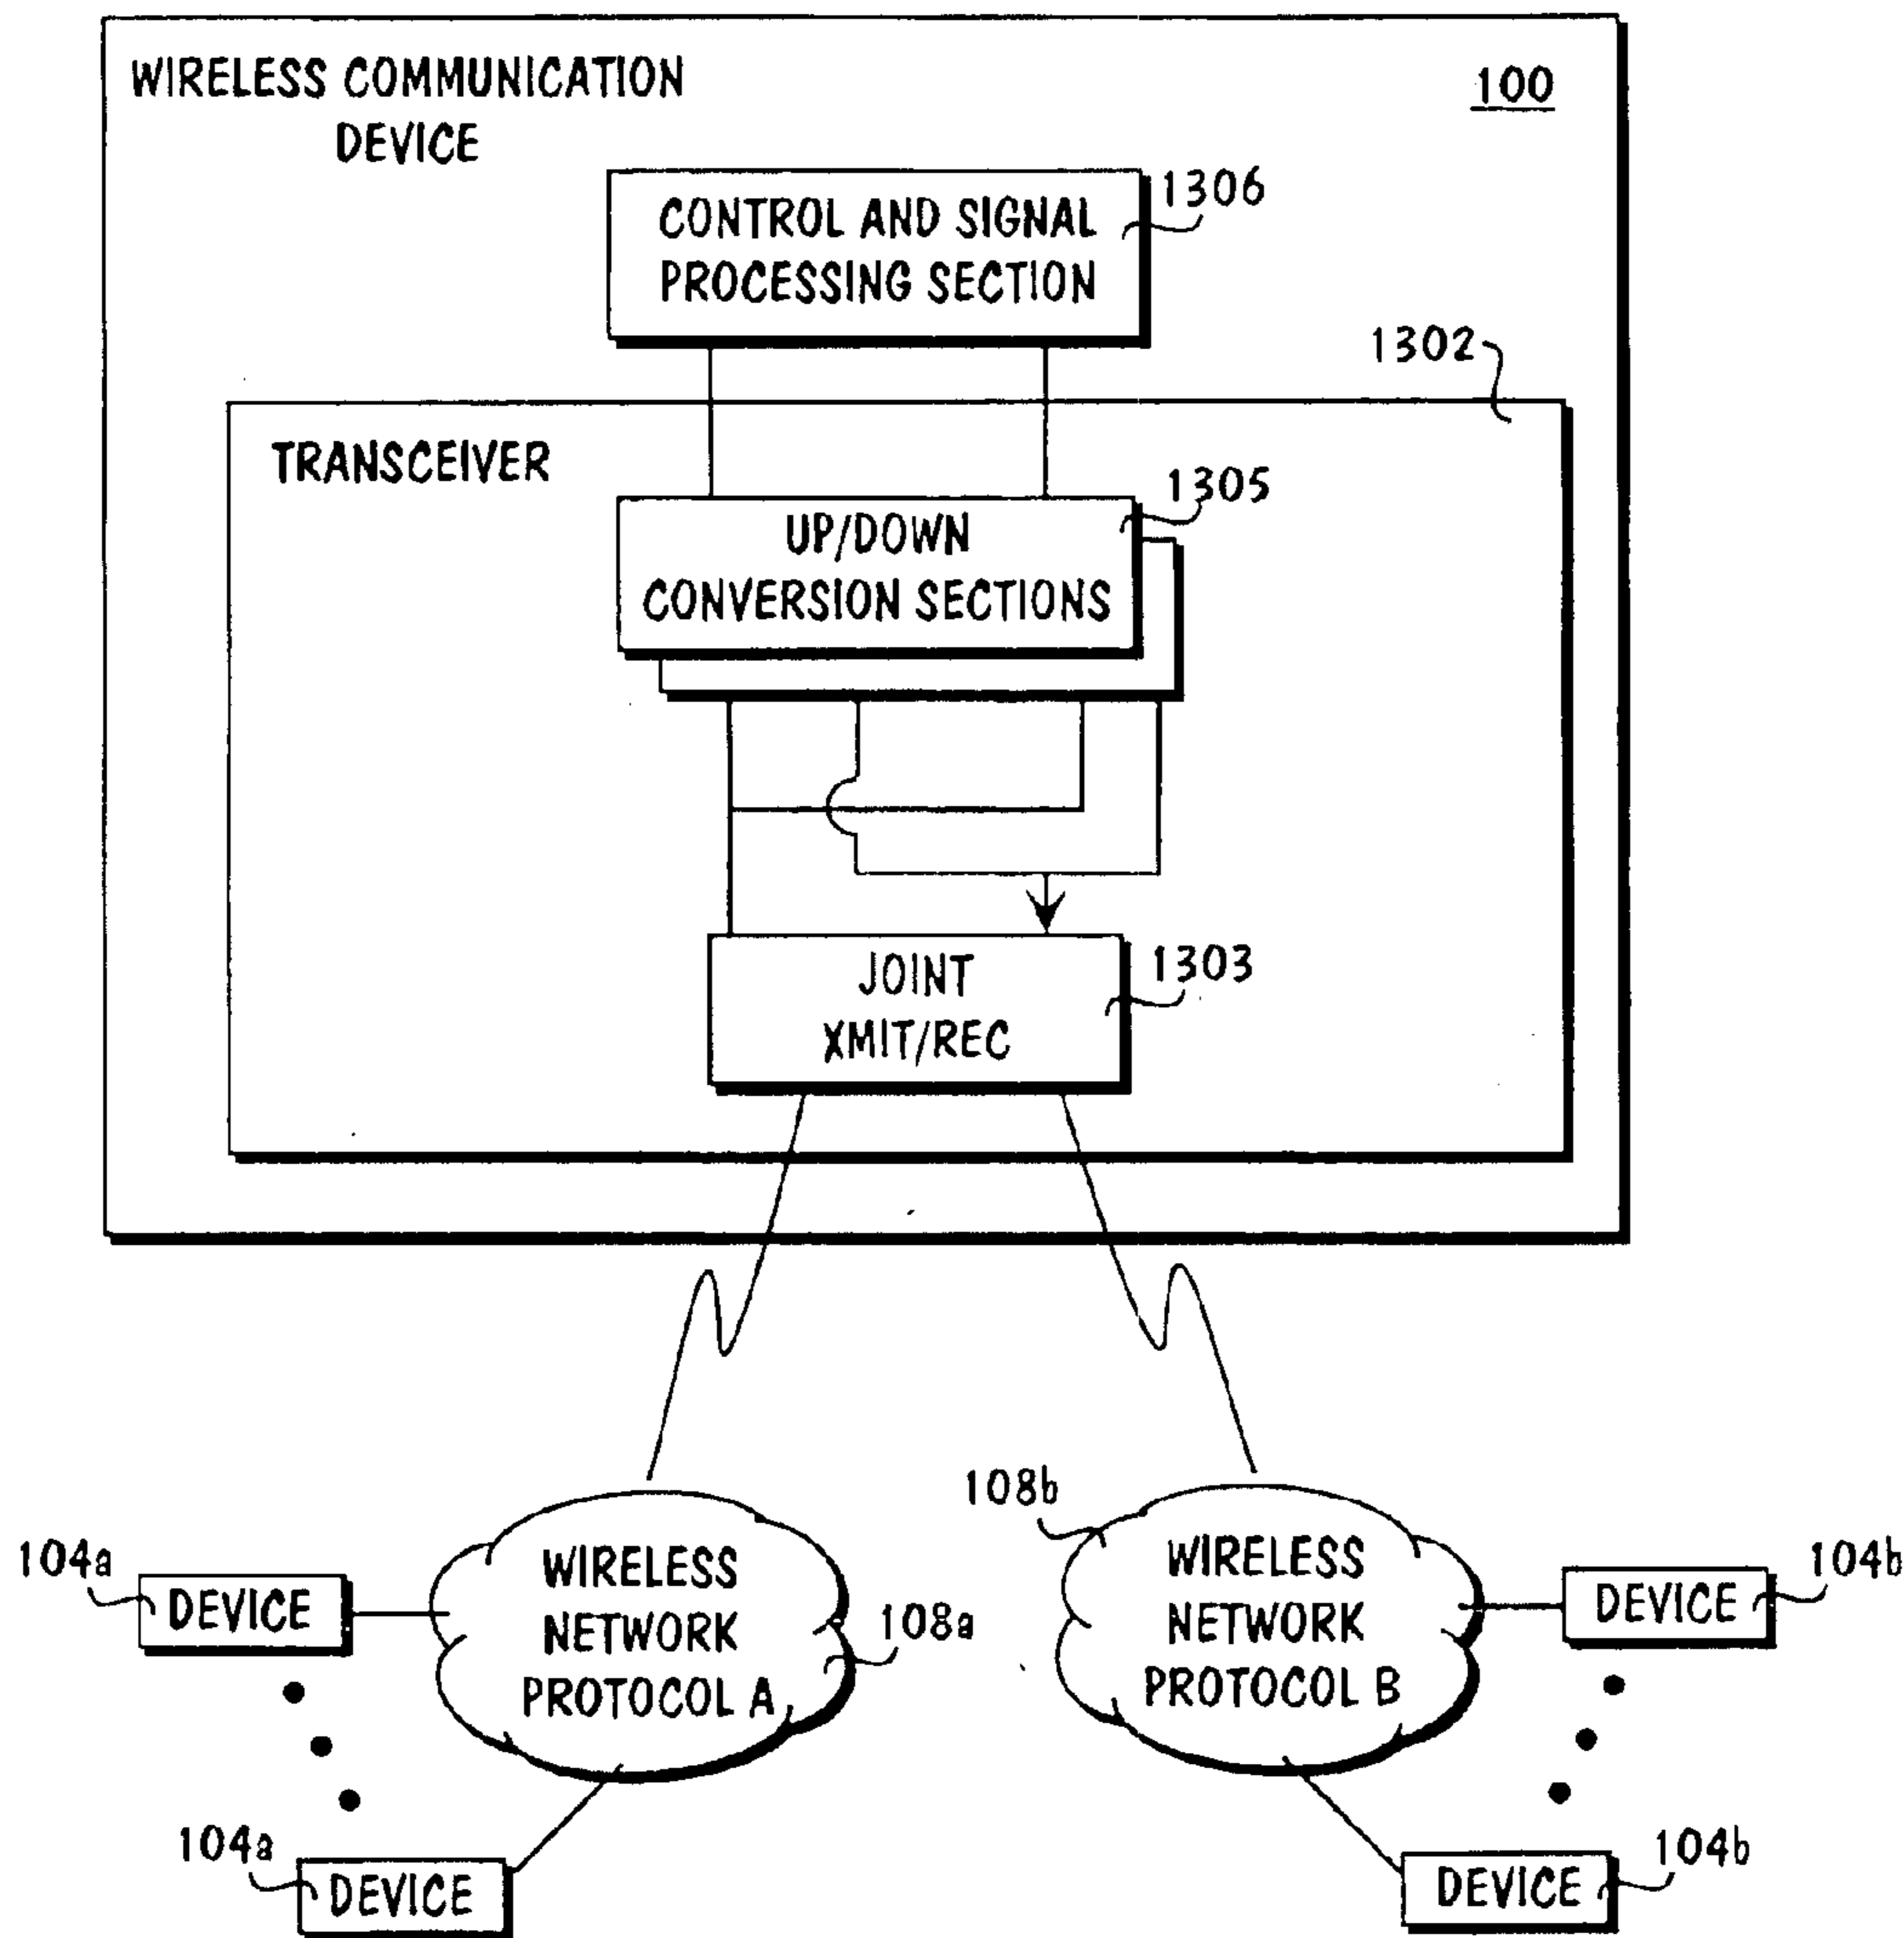 WIRELESS COMMUNICATION
DEVICE
100
CONTROL AND SIGNAL
PROCESSING SECTION
1306
1302
TRANSCEIVER
1305
UP/DOWN
CONVERSION SECTIONS
JOINT
XMIT/REC
1303
108b
104a
DEVICE
WIRELESS
NETWORK
PROTOCOL A
108a
WIRELESS
NETWORK
PROTOCOL B
104b
DEVICE
104a
DEVICE
104b
DEVICE